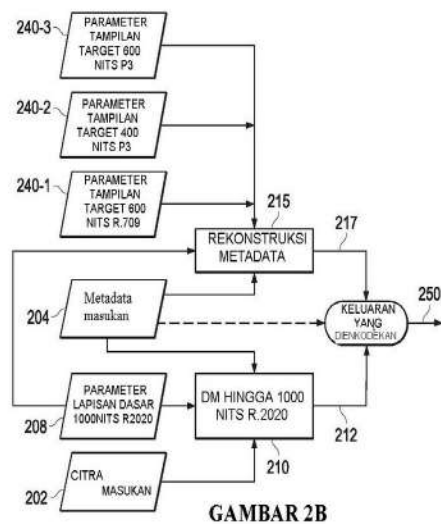 240-3
PARAMETER
TAMPILAN
TARGET 600
NITS P3
240-2
PARAMETER
TAMPILAN
TARGET 400
NITS P3
240-1
PARAMETER
TAMPILAN
TARGET 600
NITS R.709
215
REKONSTRUKSI
METADATA
217
204
Metadata
masukan
KELUARAN
YANG
DIENKODEKAN
250
208
PARAMETER
LAPISAN DASAR
1000NITS R2020
DM HINGGA 1000
NITS R.2020
210
212
202
CITRA
MASUKAN
GAMBAR 2B